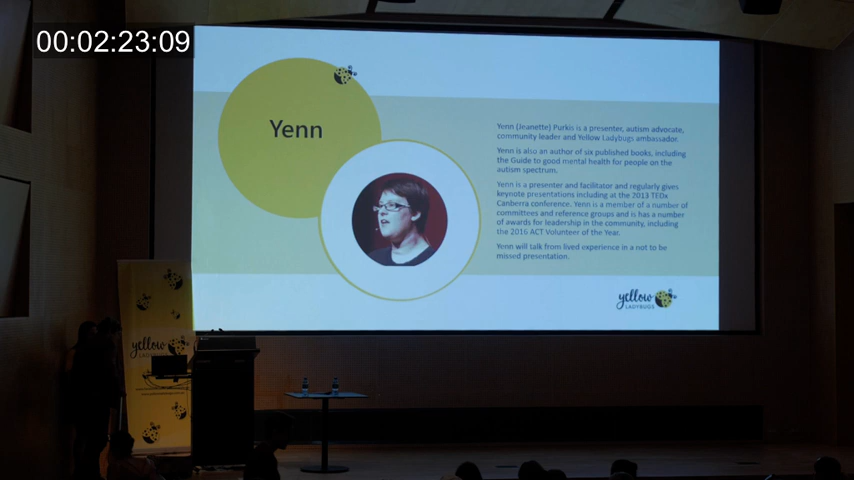 00:02:23:09
Yenn
Yenn (Jeanette) Purkis is a presenter, autism advocate,
community leader and Yellow Ladybugs ambassador.
Yenn is also an author of six published books, including
the Guide to good mental health for people on the
autism spectrum.
Yenn is a presenter and facilitator and regularly gives
keynote presentations including at the 2013 TEDx
Canberra conference. Yenn is a member of a number of
committees and reference groups and is has a number
of awards for leadership in the community, including
the 2016 ACT Volunteer of the Year.
Yenn will talk from lived experience in a not to be
missed presentation.
yellow
LADYBUGS
yellow